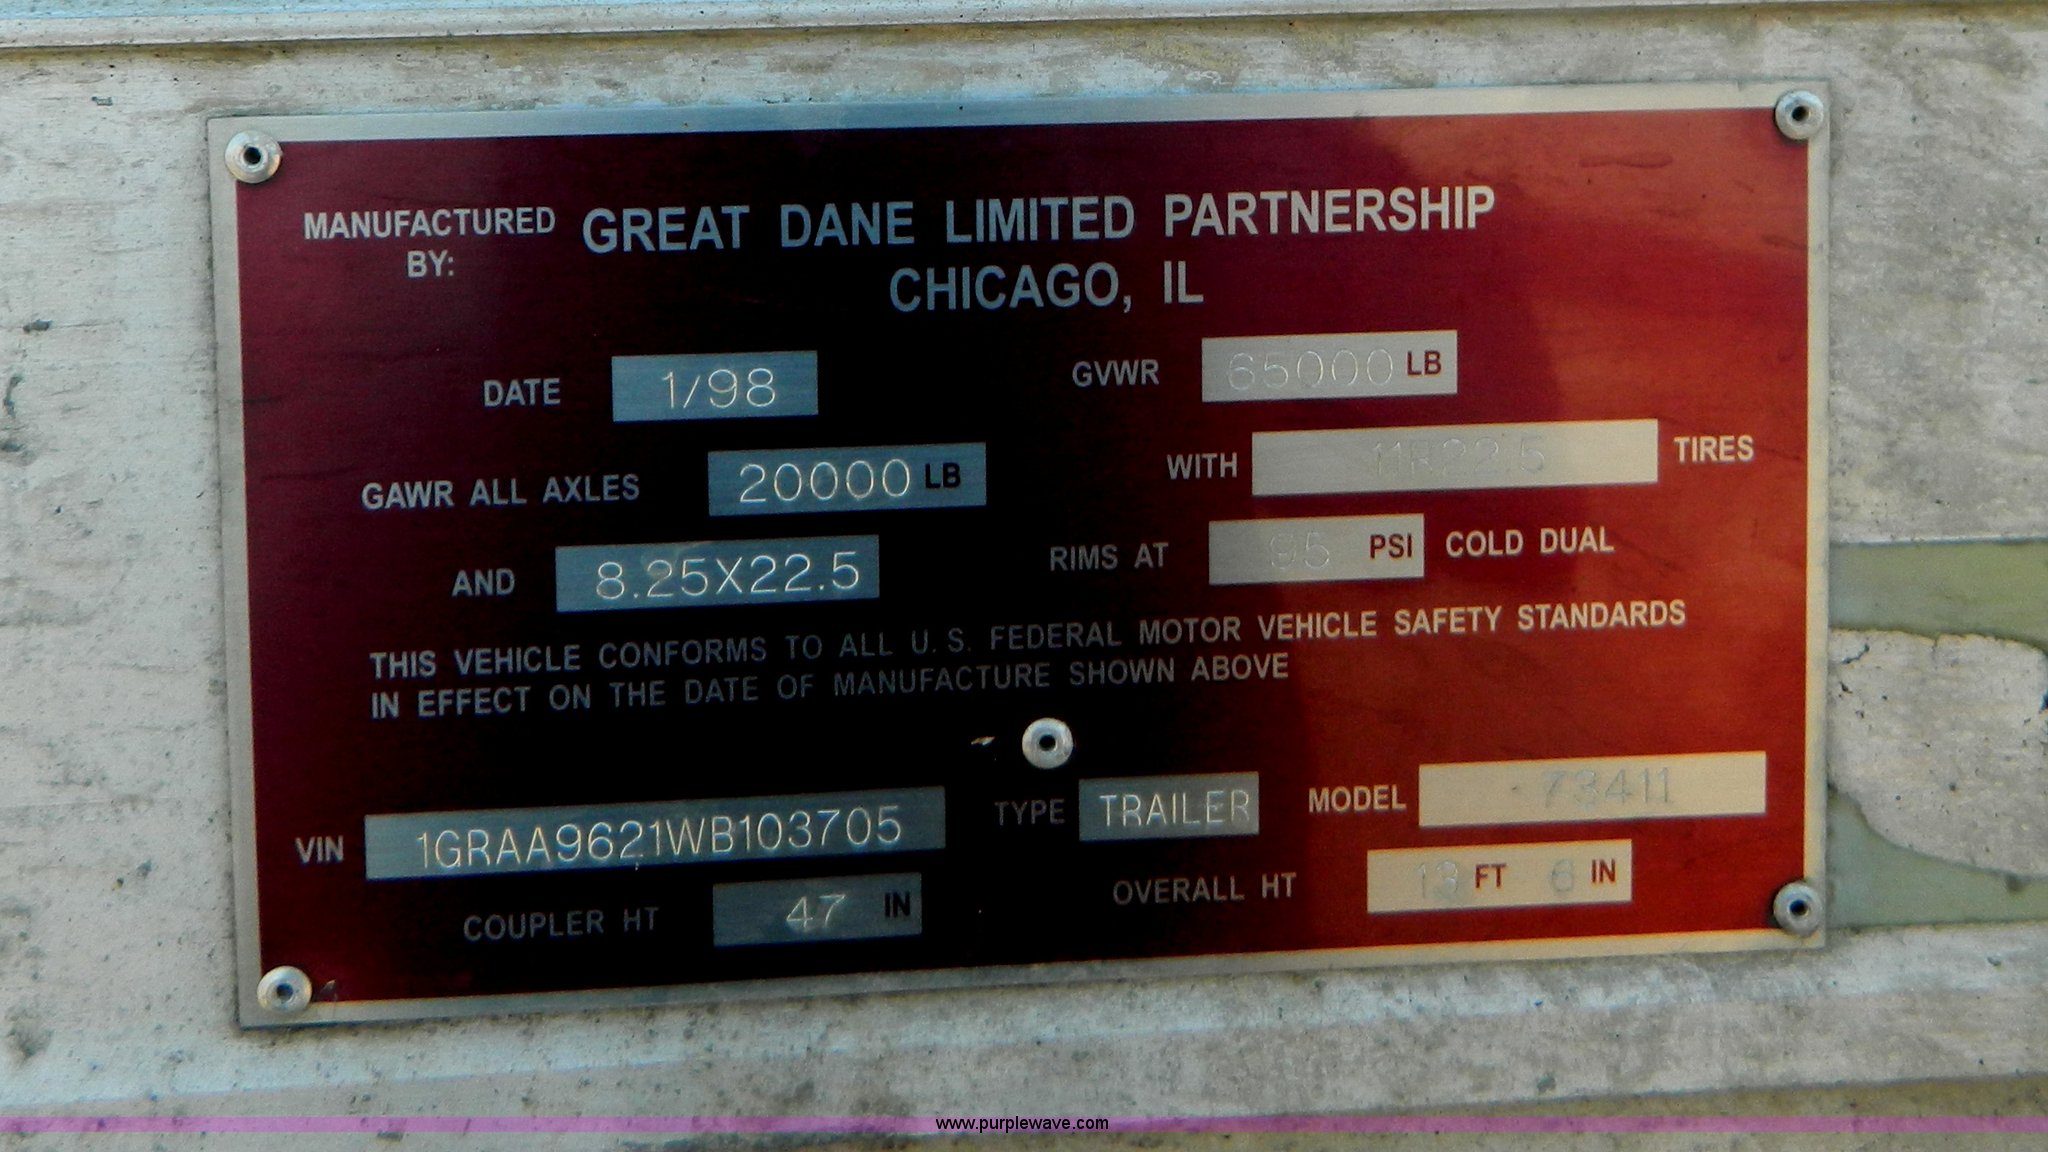 MANUFACTURED BY: GREAT DANE LIMITED PARTNERSHIP
CHICAGO, IL
DATE 1/98 GVWR 65000 LB
GAWR ALL AXLES 20000 LB WITH 11R22.5 TIRES
AND 8.25X22.5 RIMS AT 95 PSI COLD DUAL
THIS VEHICLE CONFORMS TO ALL U.S. FEDERAL MOTOR VEHICLE SAFETY STANDARDS
IN EFFECT ON THE DATE OF MANUFACTURE SHOWN ABOVE
VIN 1GRAA9621WB103705 TYPE TRAILER MODEL 73411
COUPLER HT 47 IN OVERALL HT 13 FT 6 IN
www.purplewave.com